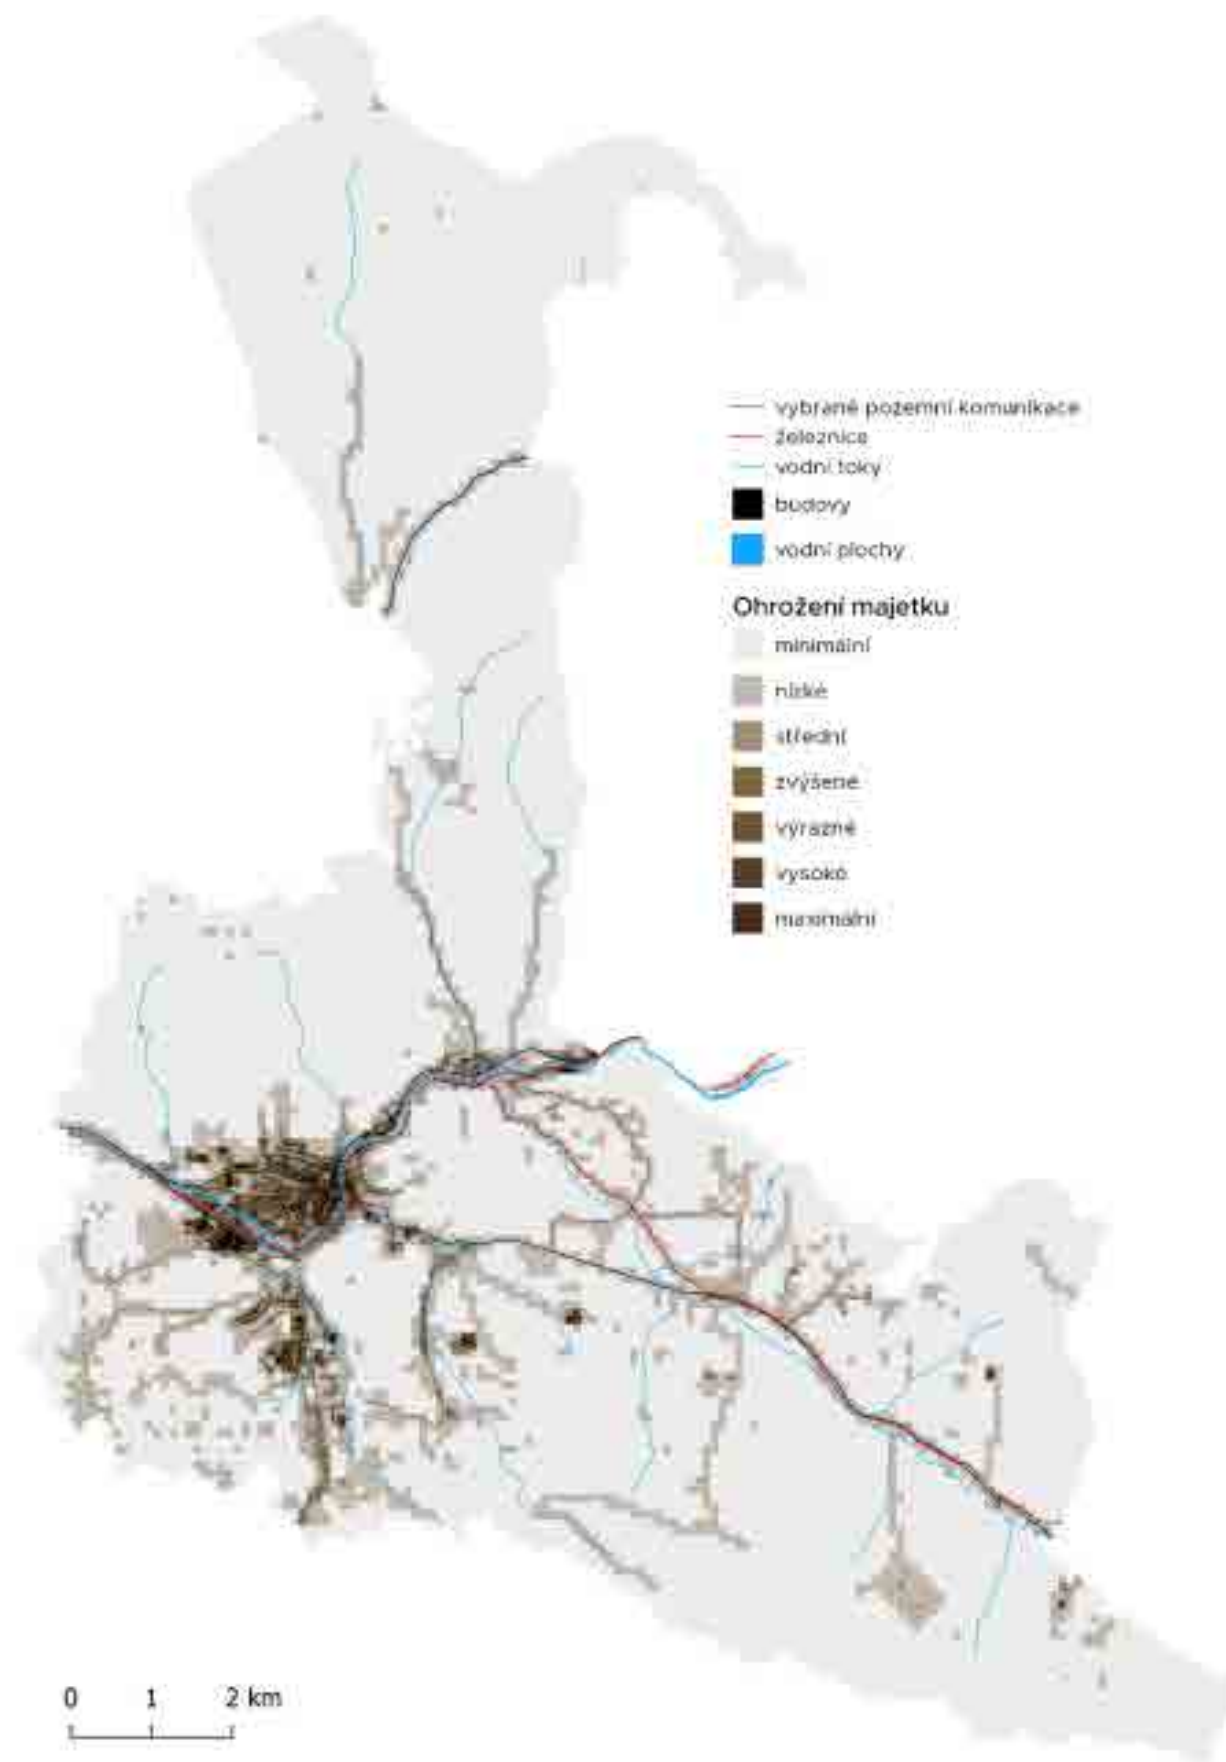 vybrané pozemní komunikace
železnice
vodní toky
budovy
vodní plochy
Ohrožení majetku
minimální
nízké
střední
zvýšené
výrazné
vysoké
maximální
0 1 2 km